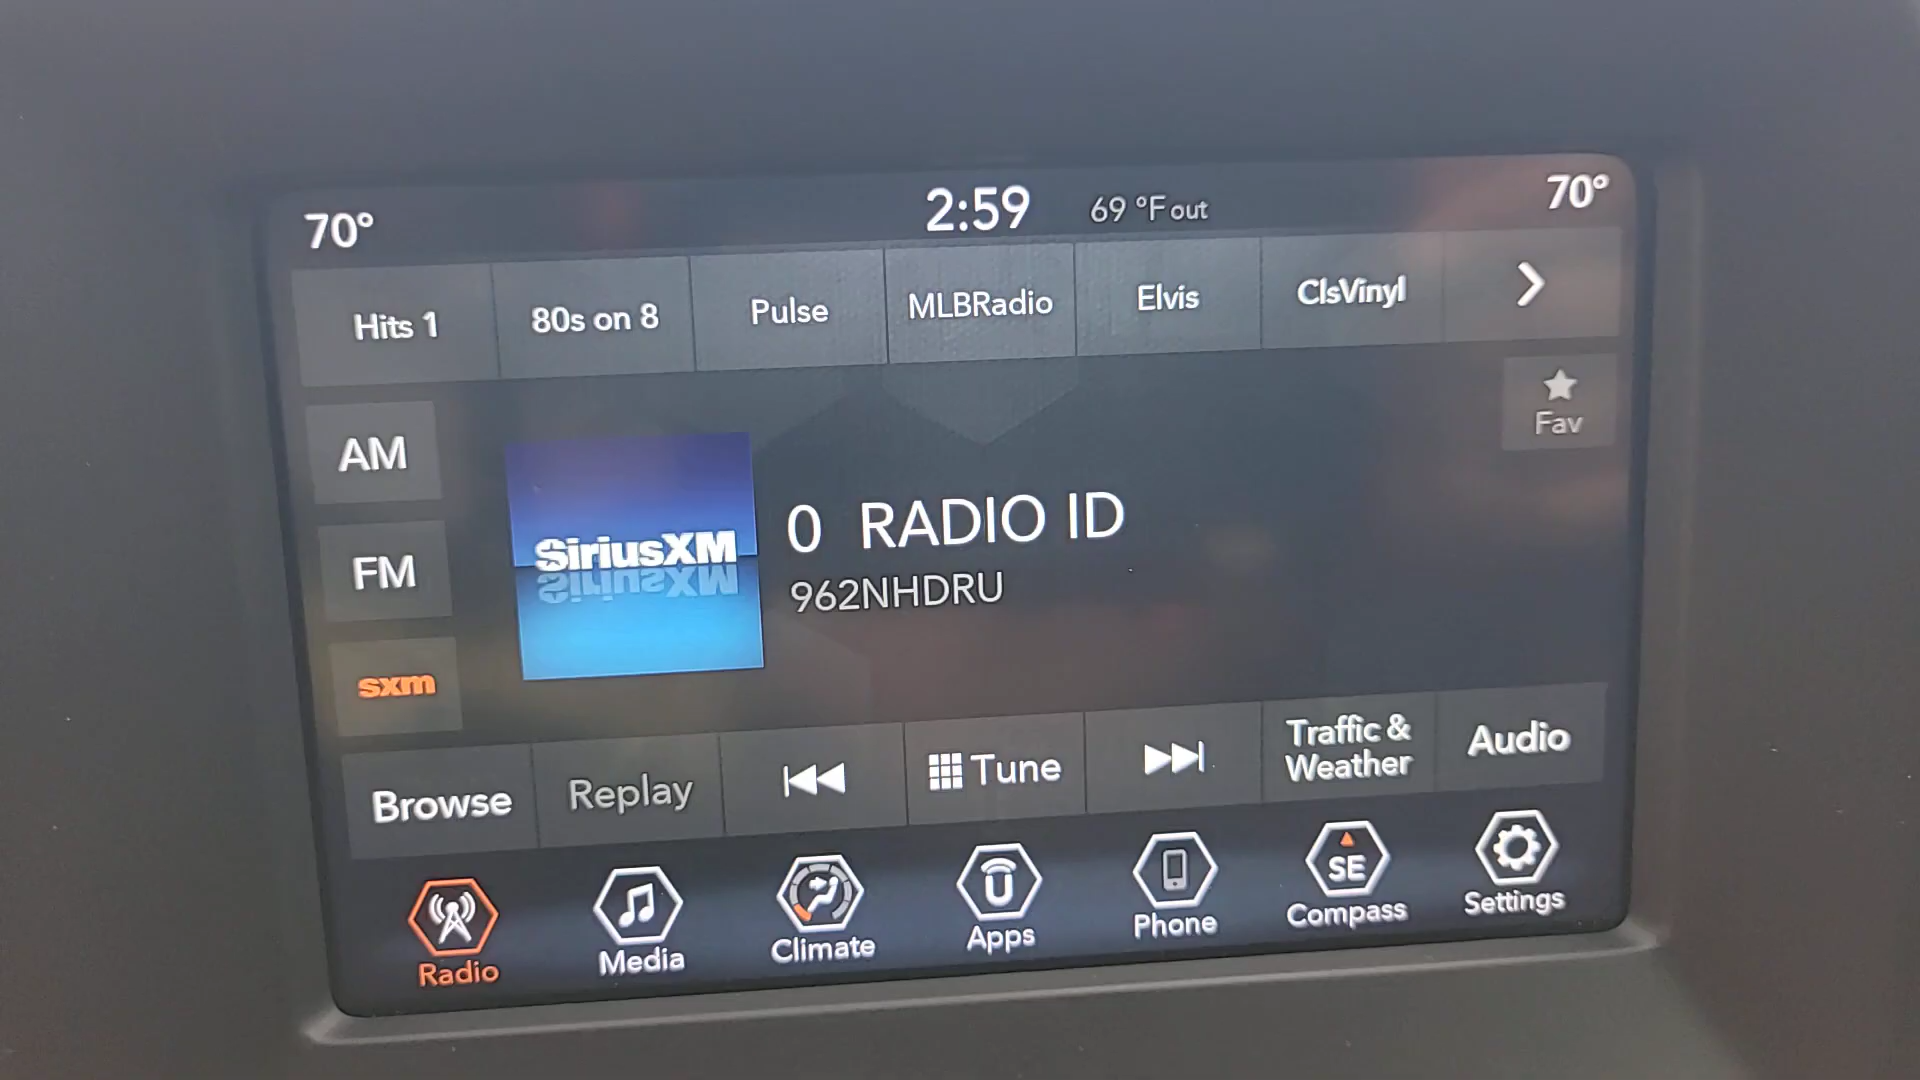 70° 2:59 69 °F out 70°
Hits 1 80s on 8 Pulse MLBRadio Elvis ClsVinyl
Fav
AM
FM
sxm
SiriusXM
0 RADIO ID
962NHDRU
Browse Replay Tune Traffic & Weather Audio
Radio Media Climate Apps Phone SE Compass Settings